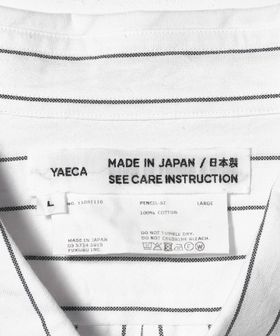 YAECA
MADE IN JAPAN / 日本製
SEE CARE INSTRUCTION
L
PENCIL-ST
LARGE
100% COTTON
MADE IN JAPAN
DO NOT TUMBLE DRY.
DO NOT CHLORINE BLEACH.